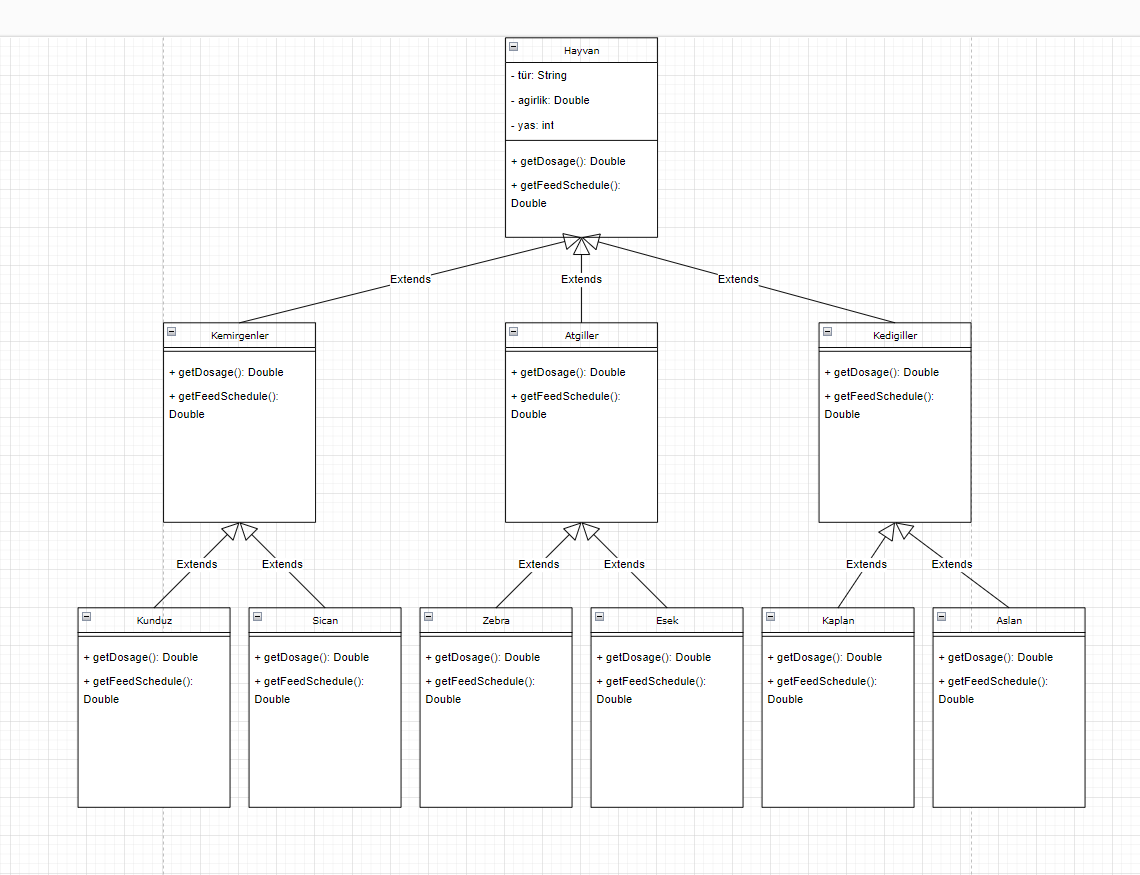 Hayvan
- tür: String
- agirlik: Double
- yas: int
+ getDosage(): Double
+ getFeedSchedule():
Double
Extends
Extends
Extends
Kemirgenler
+ getDosage(): Double
+ getFeedSchedule():
Double
Atgiller
+ getDosage(): Double
+ getFeedSchedule():
Double
Kedigiller
+ getDosage(): Double
+ getFeedSchedule():
Double
Extends
Extends
Extends
Extends
Extends
Extends
Kunduz
+ getDosage(): Double
+ getFeedSchedule():
Double
Sican
+ getDosage(): Double
+ getFeedSchedule():
Double
Zebra
+ getDosage(): Double
+ getFeedSchedule():
Double
Esek
+ getDosage(): Double
+ getFeedSchedule():
Double
Kaplan
+ getDosage(): Double
+ getFeedSchedule():
Double
Aslan
+ getDosage(): Double
+ getFeedSchedule():
Double